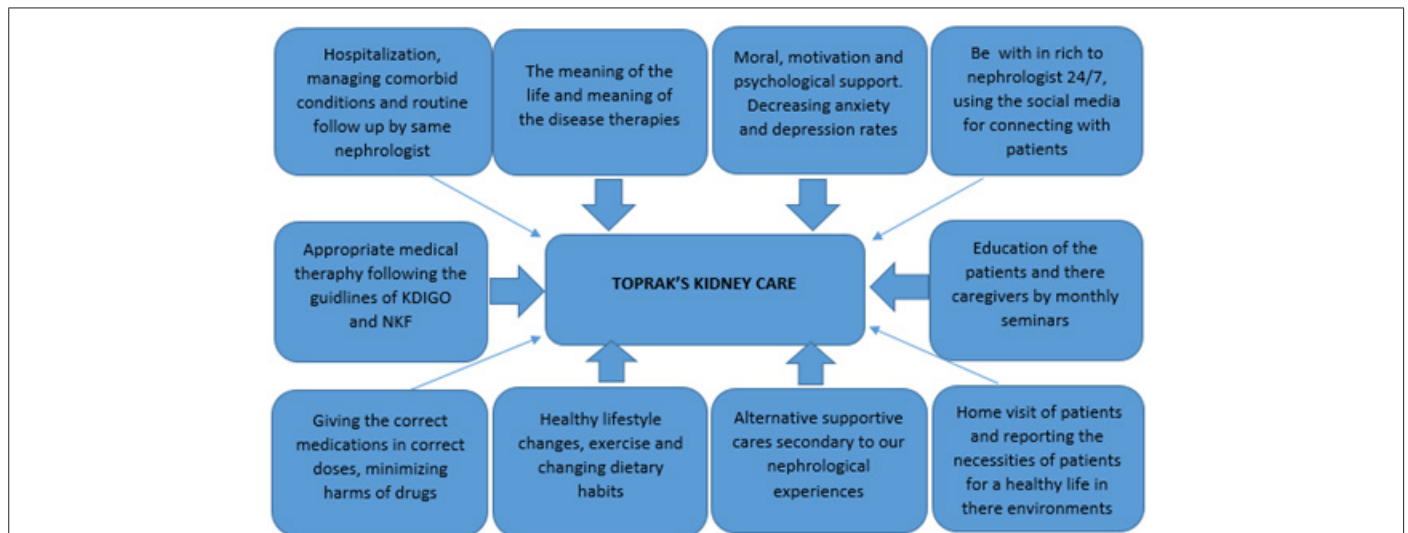 Hospitalization,
managing comorbid
conditions and routine
follow up by same
nephrologist
The meaning of the
life and meaning of
the disease therapies
Moral, motivation and
psychological support.
Decreasing anxiety
and depression rates
Be with in rich to
nephrologist 24/7,
using the social media
for connecting with
patients
Appropriate medical
theraphy following the
guidlines of KDIGO
and NKF
TOPRAK’S KIDNEY CARE
Education of the
patients and there
caregivers by monthly
seminars
Giving the correct
medications in correct
doses, minimizing
harms of drugs
Healthy lifestyle
changes, exercise and
changing dietary
habits
Alternative supportive
cares secondary to our
nephrological
experiences
Home visit of patients
and reporting the
necessities of patients
for a healthy life in
there environments